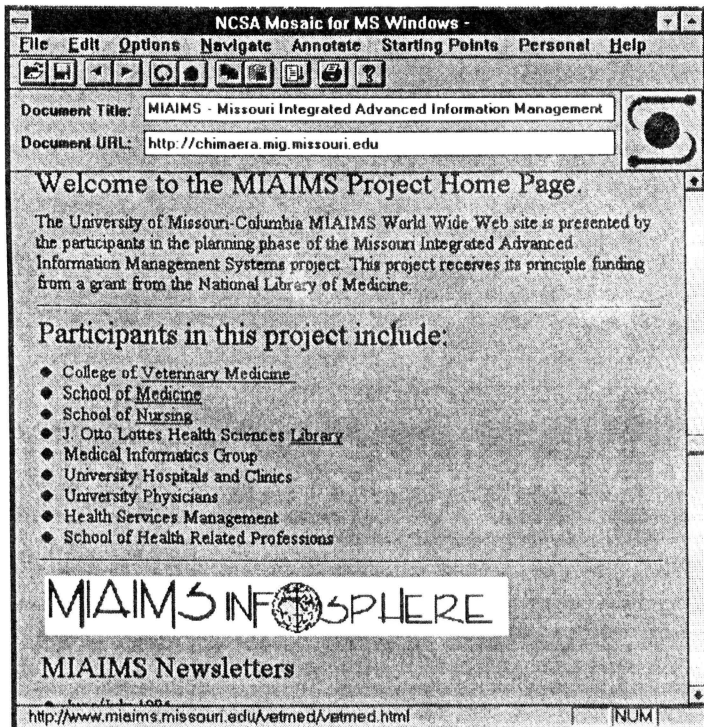 NCSA Mosaic for MS Windows -
File Edit Options Navigate Annotate Starting Points Personal Help
Document Title: MIAIMS - Missouri Integrated Advanced Information Management
Document URL: http://chimaera.mig.missouri.edu
Welcome to the MIAIMS Project Home Page.
The University of Missouri-Columbia MIAIMS World Wide Web site is presented by
the participants in the planning phase of the Missouri Integrated Advanced
Information Management Systems project. This project receives its principle funding
from a grant from the National Library of Medicine.
Participants in this project include:
College of Veterinary Medicine
School of Medicine
School of Nursing
J. Otto Lottes Health Sciences Library
Medical Informatics Group
University Hospitals and Clinics
University Physicians
Health Services Management
School of Health Related Professions
MIAIMS INFOSPHERE
MIAIMS Newsletters
http://www.miaims.missouri.edu/vetmed/vetmed.html NUM